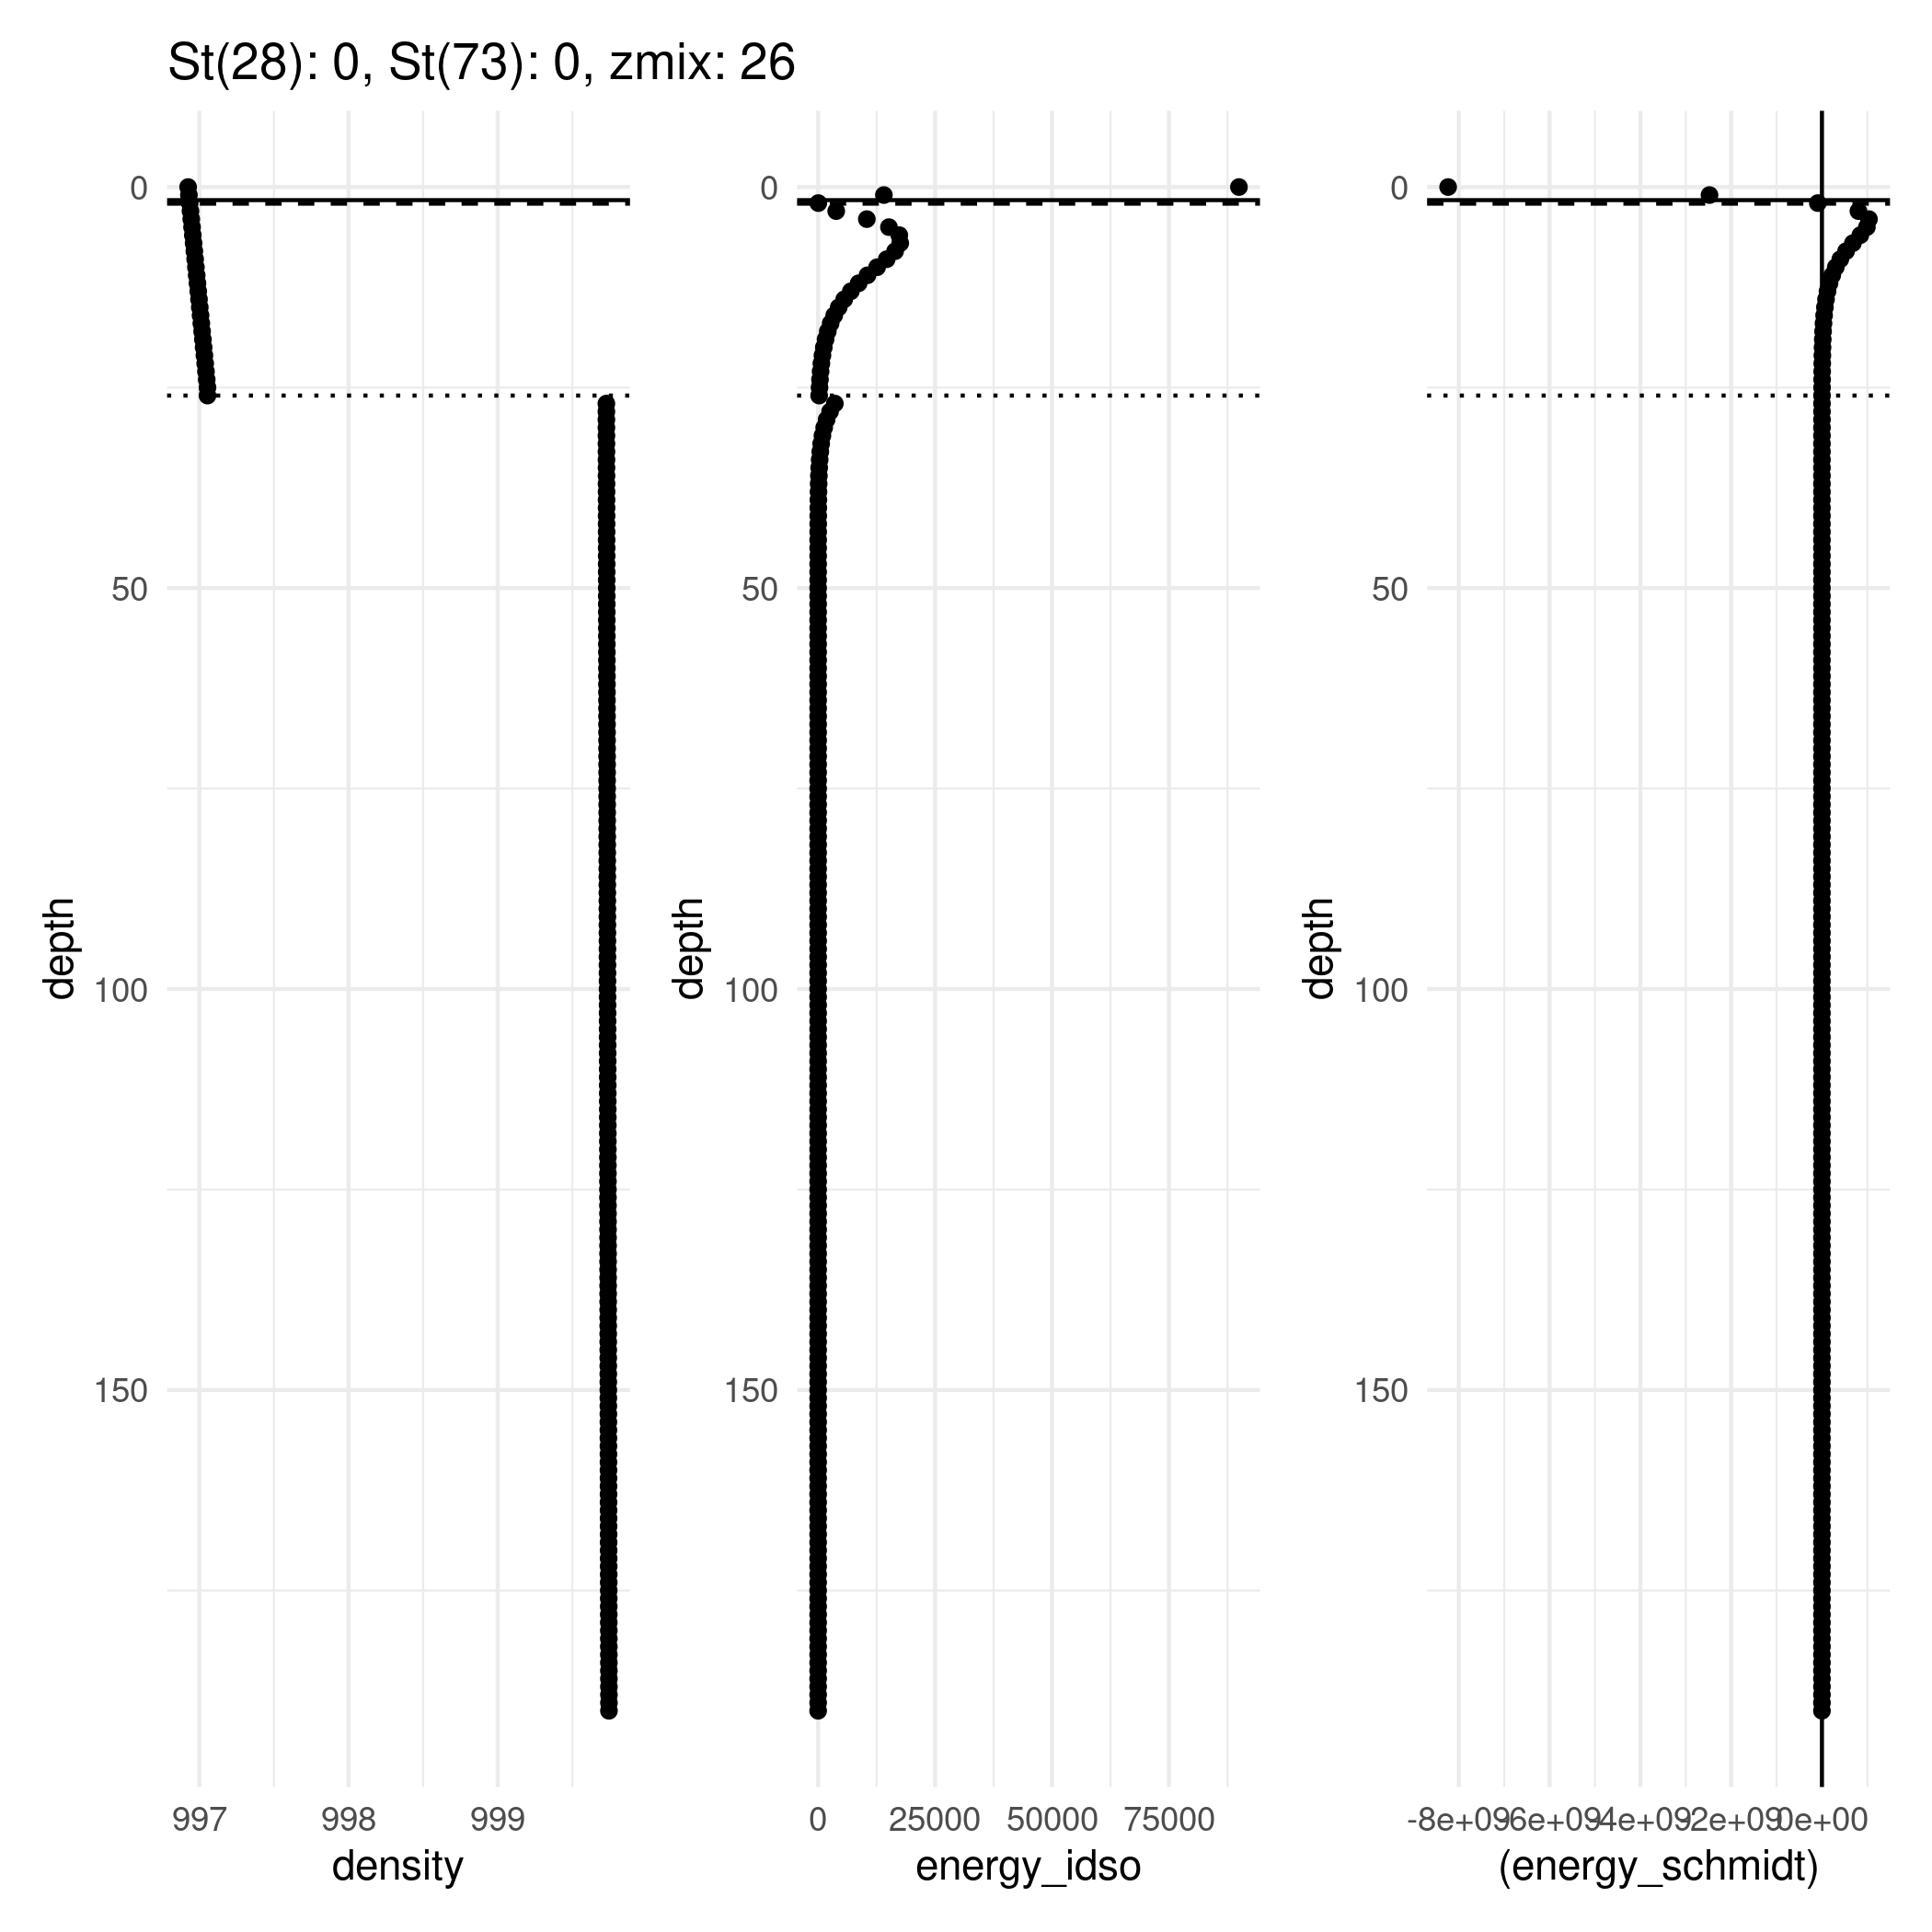 St(28): 0, St(73): 0, zmix: 26
0
50
100
150
depth
997
998
999
density
0
50
100
150
depth
0
25000
50000
75000
energy_idso
0
50
100
150
depth
-8e+09
-6e+09
-4e+09
-2e+09
0e+00
(energy_schmidt)